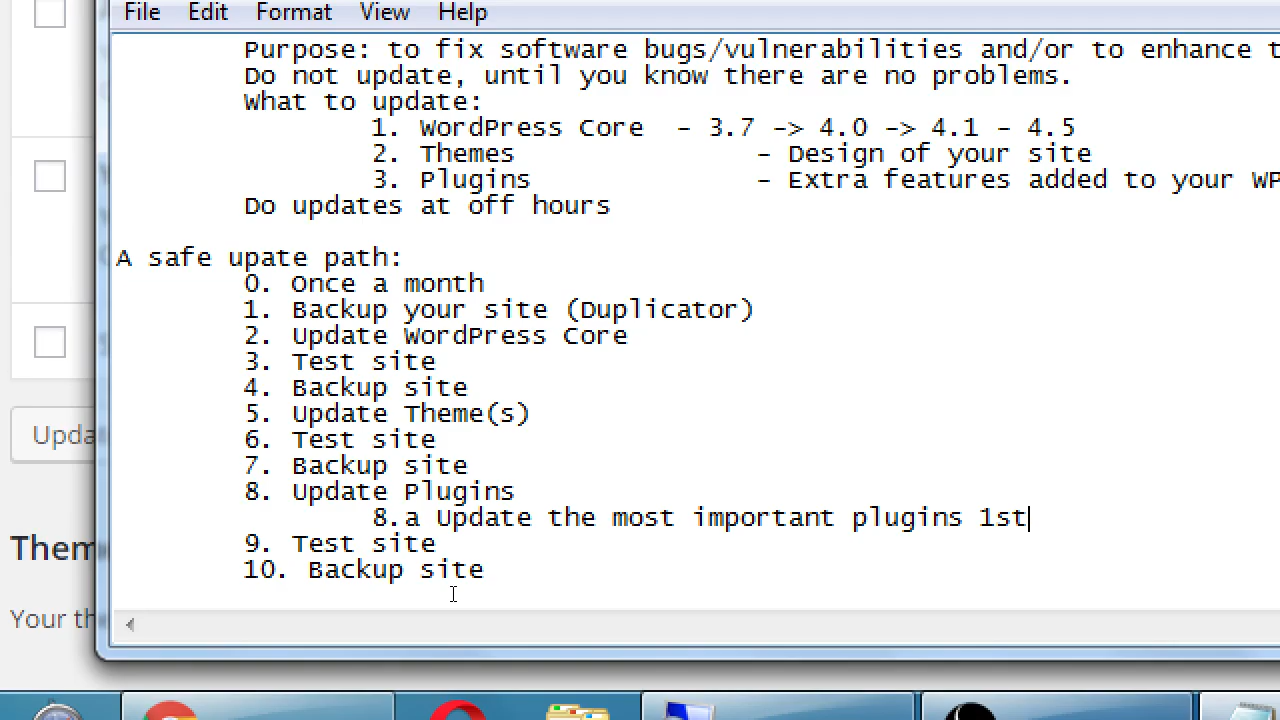 File Edit Format View Help
Purpose: to fix software bugs/vulnerabilities and/or to enhance
Do not update, until you know there are no problems.
What to update:
1. WordPress Core - 3.7 -> 4.0 -> 4.1 - 4.5
2. Themes - Design of your site
3. Plugins - Extra features added to your WP
Do updates at off hours
A safe upate path:
0. Once a month
1. Backup your site (Duplicator)
2. Update WordPress Core
3. Test site
4. Backup site
5. Update Theme(s)
6. Test site
7. Backup site
8. Update Plugins
8.a Update the most important plugins 1st
9. Test site
10. Backup site
Upda
Them
Your th